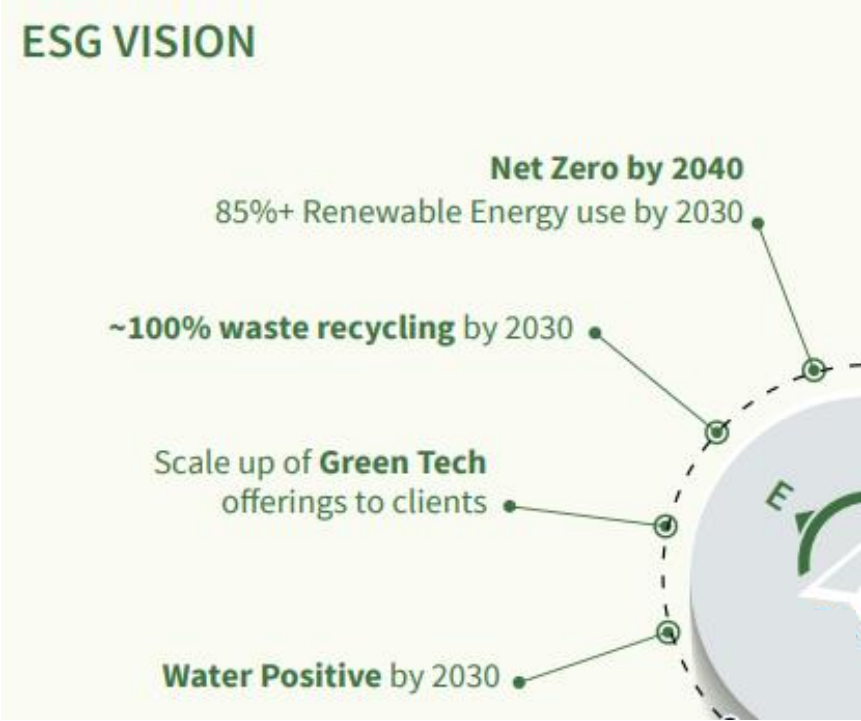 ESG VISION
Net Zero by 2040
85%+ Renewable Energy use by 2030
~100% waste recycling by 2030
Scale up of Green Tech
offerings to clients
E
Water Positive by 2030